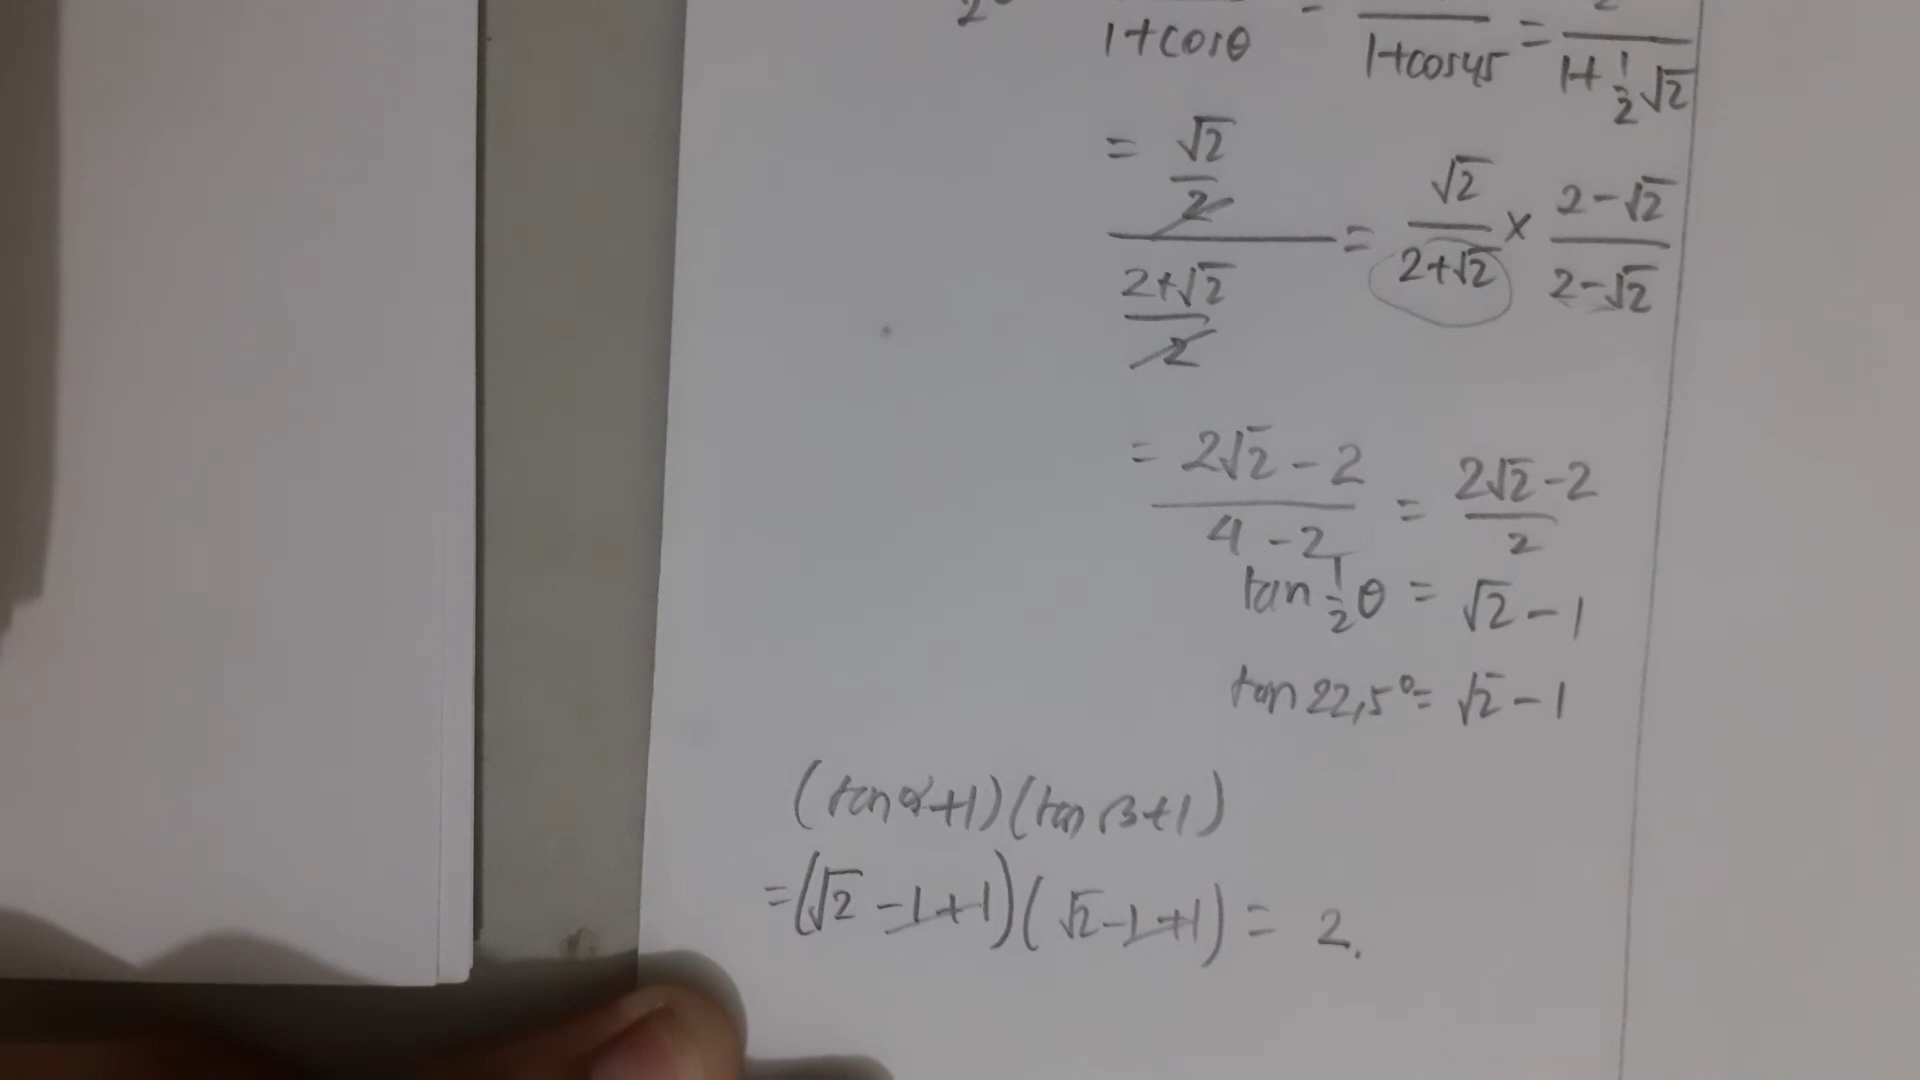 1+cosθ   1+cos45 = 1+½√2
= (√2/2)/((2+√2)/2) = √2/(2+√2) × (2-√2)/(2-√2)
= (2√2-2)/(4-2) = (2√2-2)/2
tan ½θ = √2-1
tan 22,5° = √2-1
(tan α+1)(tan β+1)
=(√2-1+1)(√2-1+1) = 2.